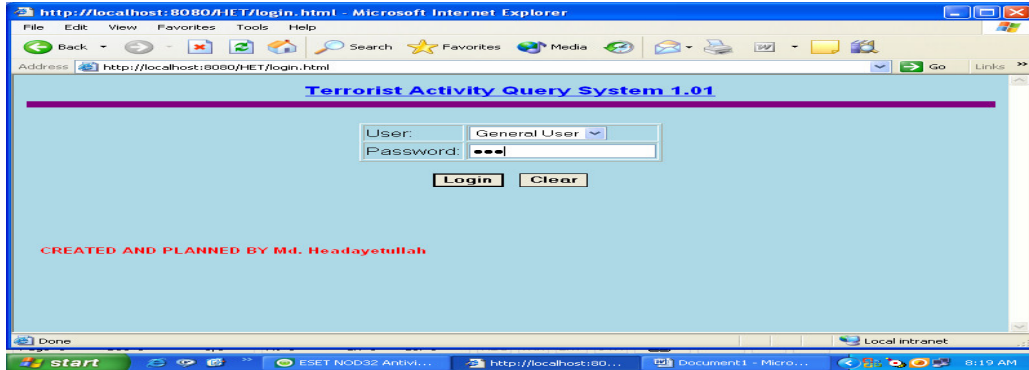 http://localhost:8080/HET/login.html - Microsoft Internet Explorer
File Edit View Favorites Tools Help
Back Search Favorites Media
Address http://localhost:8080/HET/login.html Go Links »
Terrorist Activity Query System 1.01
User: General User
Password: •••
Login Clear
CREATED AND PLANNED BY Md. Headayetullah
Done Local intranet
start » ESET NOD32 Antivi... http://localhost:80... Document1 - Micro... 8:19 AM